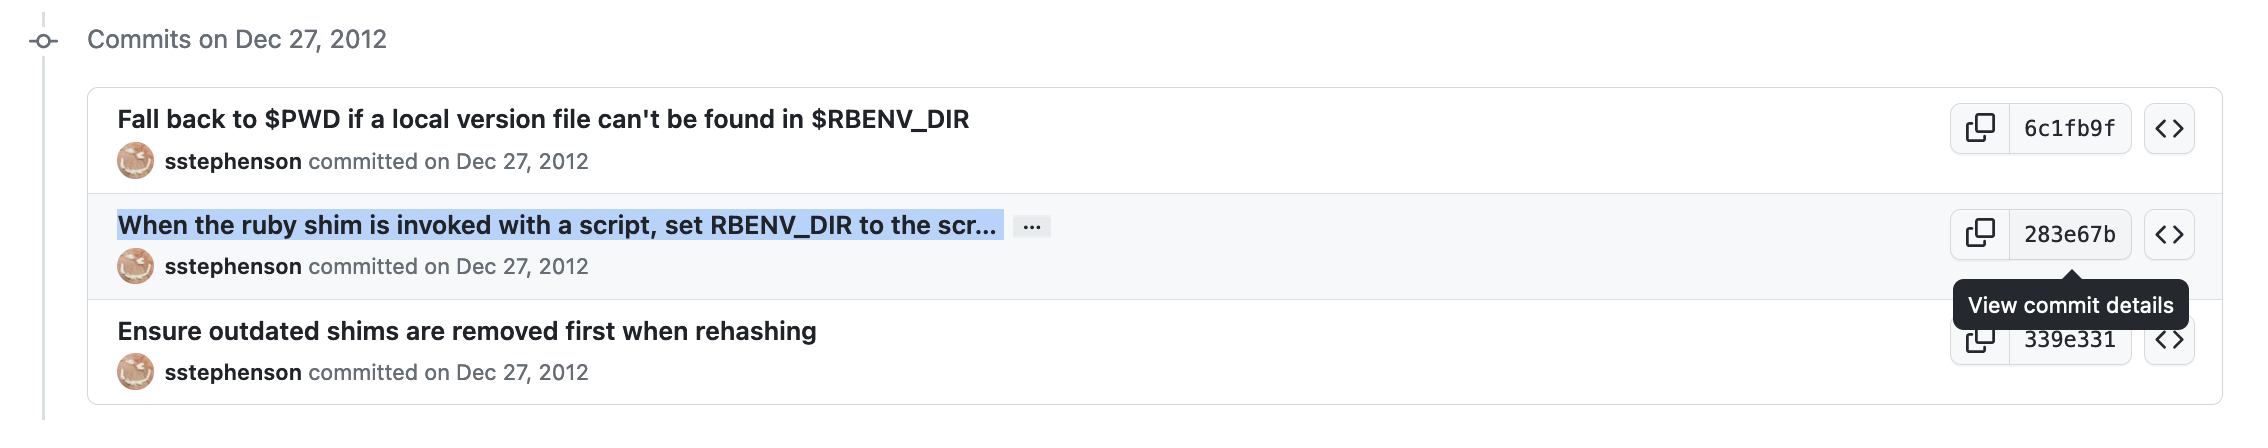 Commits on Dec 27, 2012
Fall back to $PWD if a local version file can't be found in $RBENV_DIR
6c1fb9f
sstephenson committed on Dec 27, 2012
When the ruby shim is invoked with a script, set RBENV_DIR to the scr... ...
283e67b
sstephenson committed on Dec 27, 2012
View commit details
Ensure outdated shims are removed first when rehashing
339e331
sstephenson committed on Dec 27, 2012